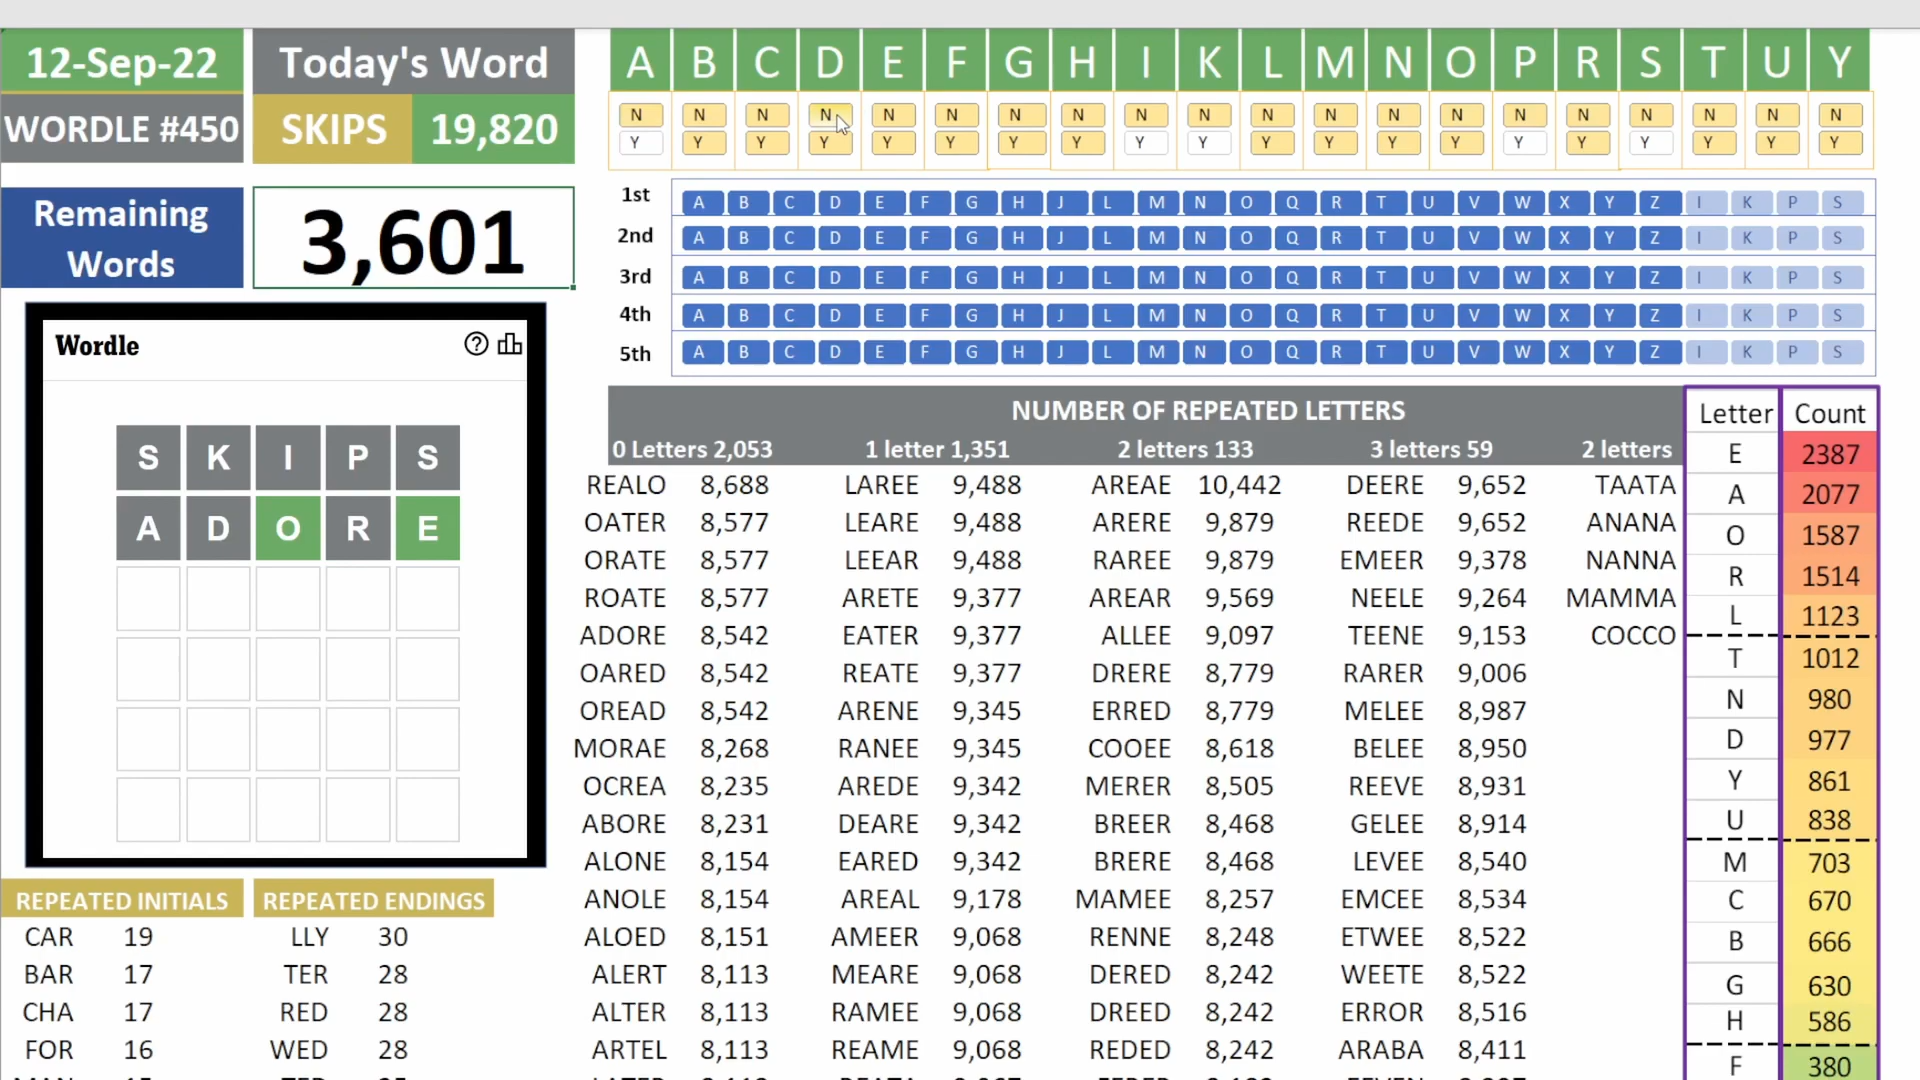 12-Sep-22 Today's Word
WORDLE #450 SKIPS 19,820
Remaining Words 3,601
A B C D E F G H I K L M N O P R S T U Y
N N N N N N N N N N N N N N N N N N N N
Y Y Y Y Y Y Y Y Y Y Y Y Y Y Y Y Y Y Y Y
1st A B C D E F G H J L M N O Q R T U V W X Y Z I K P S
2nd A B C D E F G H J L M N O Q R T U V W X Y Z I K P S
3rd A B C D E F G H J L M N O Q R T U V W X Y Z I K P S
4th A B C D E F G H J L M N O Q R T U V W X Y Z I K P S
5th A B C D E F G H J L M N O Q R T U V W X Y Z I K P S
Wordle ?
S K I P S
A D O R E
REPEATED INITIALS REPEATED ENDINGS
CAR 19 LLY 30
BAR 17 TER 28
CHA 17 RED 28
FOR 16 WED 28
NUMBER OF REPEATED LETTERS
0 Letters 2,053 1 letter 1,351 2 letters 133 3 letters 59 2 letters
REALO 8,688 LAREE 9,488 AREAE 10,442 DEERE 9,652 TAATA
OATER 8,577 LEARE 9,488 ARERE 9,879 REEDE 9,652 ANANA
ORATE 8,577 LEEAR 9,488 RAREE 9,879 EMEER 9,378 NANNA
ROATE 8,577 ARETE 9,377 AREAR 9,569 NEELE 9,264 MAMMA
ADORE 8,542 EATER 9,377 ALLEE 9,097 TEENE 9,153 COCCO
OARED 8,542 REATE 9,377 DRERE 8,779 RARER 9,006
OREAD 8,542 ARENE 9,345 ERRED 8,779 MELEE 8,987
MORAE 8,268 RANEE 9,345 COOEE 8,618 BELEE 8,950
OCREA 8,235 AREDE 9,342 MERER 8,505 REEVE 8,931
ABORE 8,231 DEARE 9,342 BREER 8,468 GELEE 8,914
ALONE 8,154 EARED 9,342 BRERE 8,468 LEVEE 8,540
ANOLE 8,154 AREAL 9,178 MAMEE 8,257 EMCEE 8,534
ALOED 8,151 AMEER 9,068 RENNE 8,248 ETWEE 8,522
ALERT 8,113 MEARE 9,068 DERED 8,242 WEETE 8,522
ALTER 8,113 RAMEE 9,068 DREED 8,242 ERROR 8,516
ARTEL 8,113 REAME 9,068 REDED 8,242 ARABA 8,411
Letter Count
E 2387
A 2077
O 1587
R 1514
L 1123
T 1012
N 980
D 977
Y 861
U 838
M 703
C 670
B 666
G 630
H 586
F 380